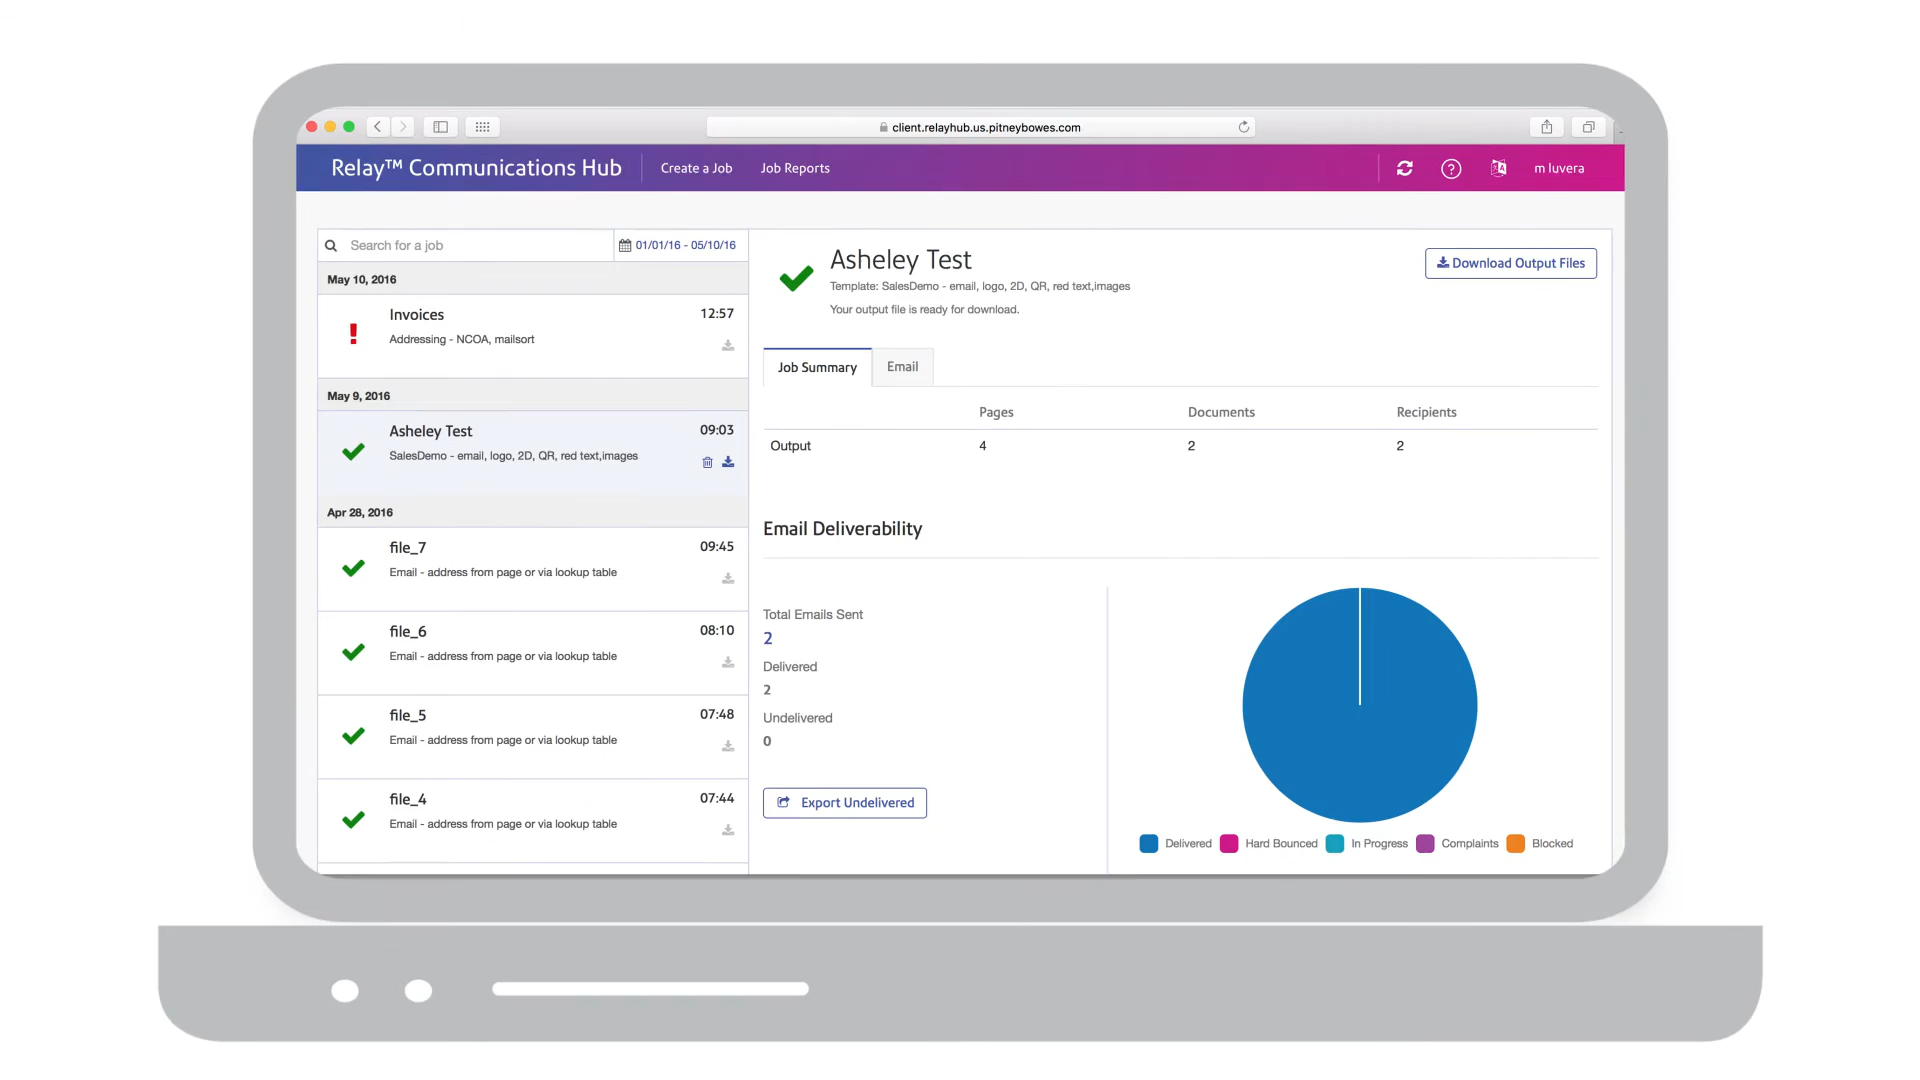 client.relayhub.us.pitneybowes.com
Relay™ Communications Hub
Create a Job
Job Reports
m luvera
Search for a job
01/01/16 - 05/10/16
May 10, 2016
Invoices
12:57
Addressing - NCOA, mailsort
May 9, 2016
Asheley Test
09:03
SalesDemo - email, logo, 2D, QR, red text,images
Apr 28, 2016
file_7
09:45
Email - address from page or via lookup table
file_6
08:10
Email - address from page or via lookup table
file_5
07:48
Email - address from page or via lookup table
file_4
07:44
Email - address from page or via lookup table
Asheley Test
Template: SalesDemo - email, logo, 2D, QR, red text,images
Your output file is ready for download.
Download Output Files
Job Summary
Email
Pages Documents Recipients
Output 4 2 2
Email Deliverability
Total Emails Sent
2
Delivered
2
Undelivered
0
Export Undelivered
Delivered Hard Bounced In Progress Complaints Blocked